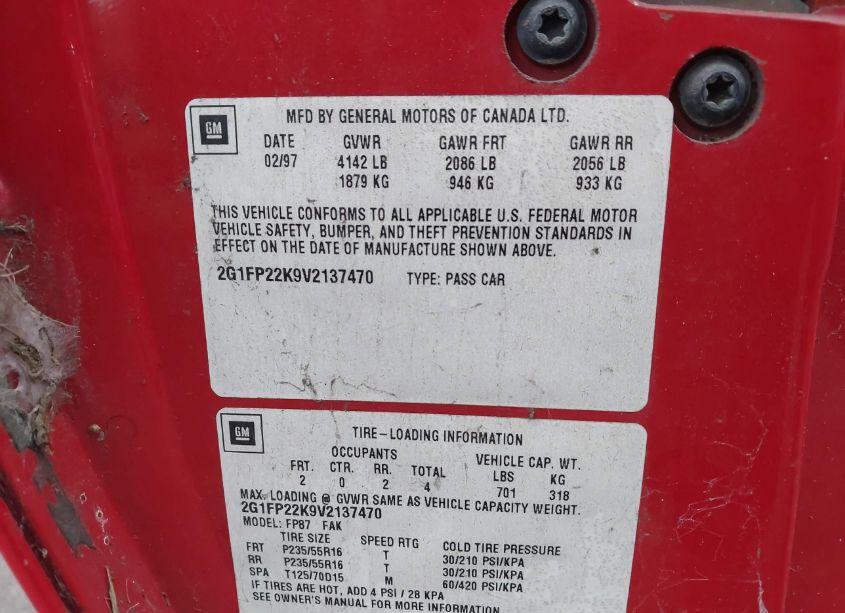 GM
MFD BY GENERAL MOTORS OF CANADA LTD.
DATE GVWR GAWR FRT GAWR RR
02/97 4142 LB 2086 LB 2056 LB
1879 KG 946 KG 933 KG
THIS VEHICLE CONFORMS TO ALL APPLICABLE U.S. FEDERAL MOTOR
VEHICLE SAFETY, BUMPER, AND THEFT PREVENTION STANDARDS IN
EFFECT ON THE DATE OF MANUFACTURE SHOWN ABOVE.
2G1FP22K9V2137470 TYPE: PASS CAR
GM
TIRE-LOADING INFORMATION
OCCUPANTS VEHICLE CAP. WT.
FRT. CTR. RR. TOTAL LBS KG
2 0 2 4 701 318
MAX. LOADING @ GVWR SAME AS VEHICLE CAPACITY WEIGHT.
2G1FP22K9V2137470
MODEL: FP87 FAK
TIRE SIZE SPEED RTG COLD TIRE PRESSURE
FRT P235/55R16 T 30/210 PSI/KPA
RR P235/55R16 T 30/210 PSI/KPA
SPA T125/70D15 M 60/420 PSI/KPA
IF TIRES ARE HOT, ADD 4 PSI / 28 KPA
SEE OWNER'S MANUAL FOR MORE INFORMATION